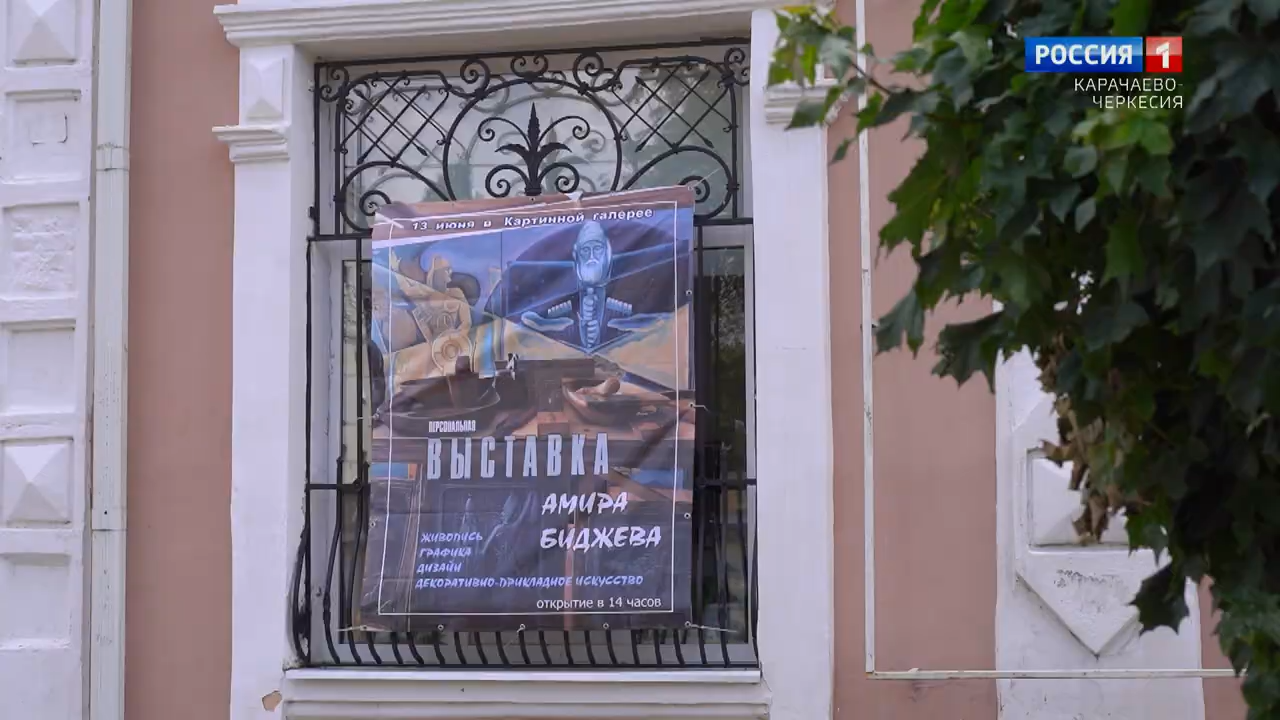 РОССИЯ 1
КАРАЧАЕВО-
ЧЕРКЕСИЯ
13 июня в Картинной галерее
ПЕРСОНАЛЬНАЯ
ВЫСТАВКА
АМИРА
БИДЖЕВА
ЖИВОПИСЬ
ГРАФИКА
ДИЗАЙН
ДЕКОРАТИВНО-ПРИКЛАДНОЕ ИСКУССТВО
открытие в 14 часов